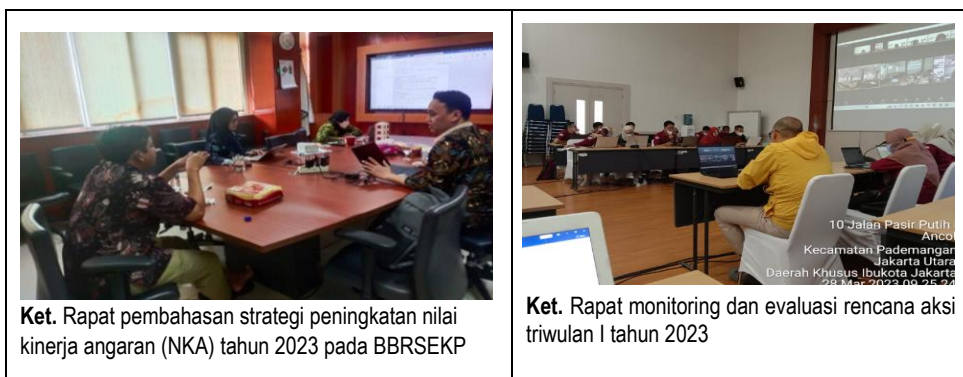 Ket. Rapat pembahasan strategi peningkatan nilai
kinerja angaran (NKA) tahun 2023 pada BBRSEKP
10 Jalan Pasir Putih
Ancol
Kecamatan Pademangan
Jakarta Utara
Daerah Khusus Ibukota Jakarta
28 Mar 2023 09.25.24
Ket. Rapat monitoring dan evaluasi rencana aksi
triwulan I tahun 2023